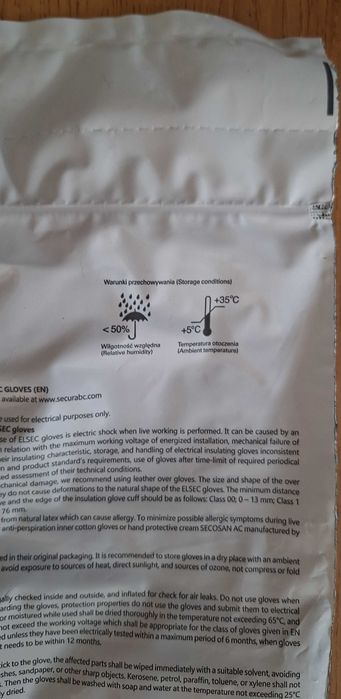 Warunki przechowywania (Storage conditions)
+35°C
< 50%
+5°C
Wilgotność względna
(Relative humidity)
Temperatura otoczenia
(Ambient temperature)
GLOVES (EN)
available at www.securabc.com
used for electrical purposes only.
gloves
se of ELSEC gloves is electric shock when live working is performed. It can be caused by an
relation with the maximum working voltage of energized installation, mechanical failure of
eir insulating characteristic, storage, and handling of electrical insulating gloves inconsistent
n and product standard's requirements, use of gloves after time-limit of required periodical
ed assessment of their technical conditions.
chanical damage, we recommend using leather over gloves. The size and shape of the over
y do not cause deformations to the natural shape of the ELSEC gloves. The minimum distance
ve and the edge of the insulation glove cuff should be as follows: Class 00; 0 – 13 mm; Class 1
76 mm.
from natural latex which can cause allergy. To minimize possible allergic symptoms during live
anti-perspiration inner cotton gloves or hand protective cream SECOSAN AC manufactured by
ed in their original packaging. It is recommended to store gloves in a dry place with an ambient
avoid exposure to sources of heat, direct sunlight, and sources of ozone, not compress or fold
ally checked inside and outside, and inflated for check for air leaks. Do not use gloves when
arding the gloves, protection properties do not use the gloves and submit them to electrical
or moistured while used shall be dried thoroughly in the temperature not exceeding 65°C, and
not exceed the working voltage which shall be appropriate for the class of gloves given in EN
d unless they have been electrically tested within a maximum period of 6 months, when gloves
t needs to be within 12 months.
ick to the glove, the affected parts shall be wiped immediately with a suitable solvent, avoiding
shes, sandpaper, or other sharp objects. Kerosene, petrol, paraffin, toluene, or xylene shall not
. Then the gloves shall be washed with soap and water at the temperature not exceeding 25°C
y dried.